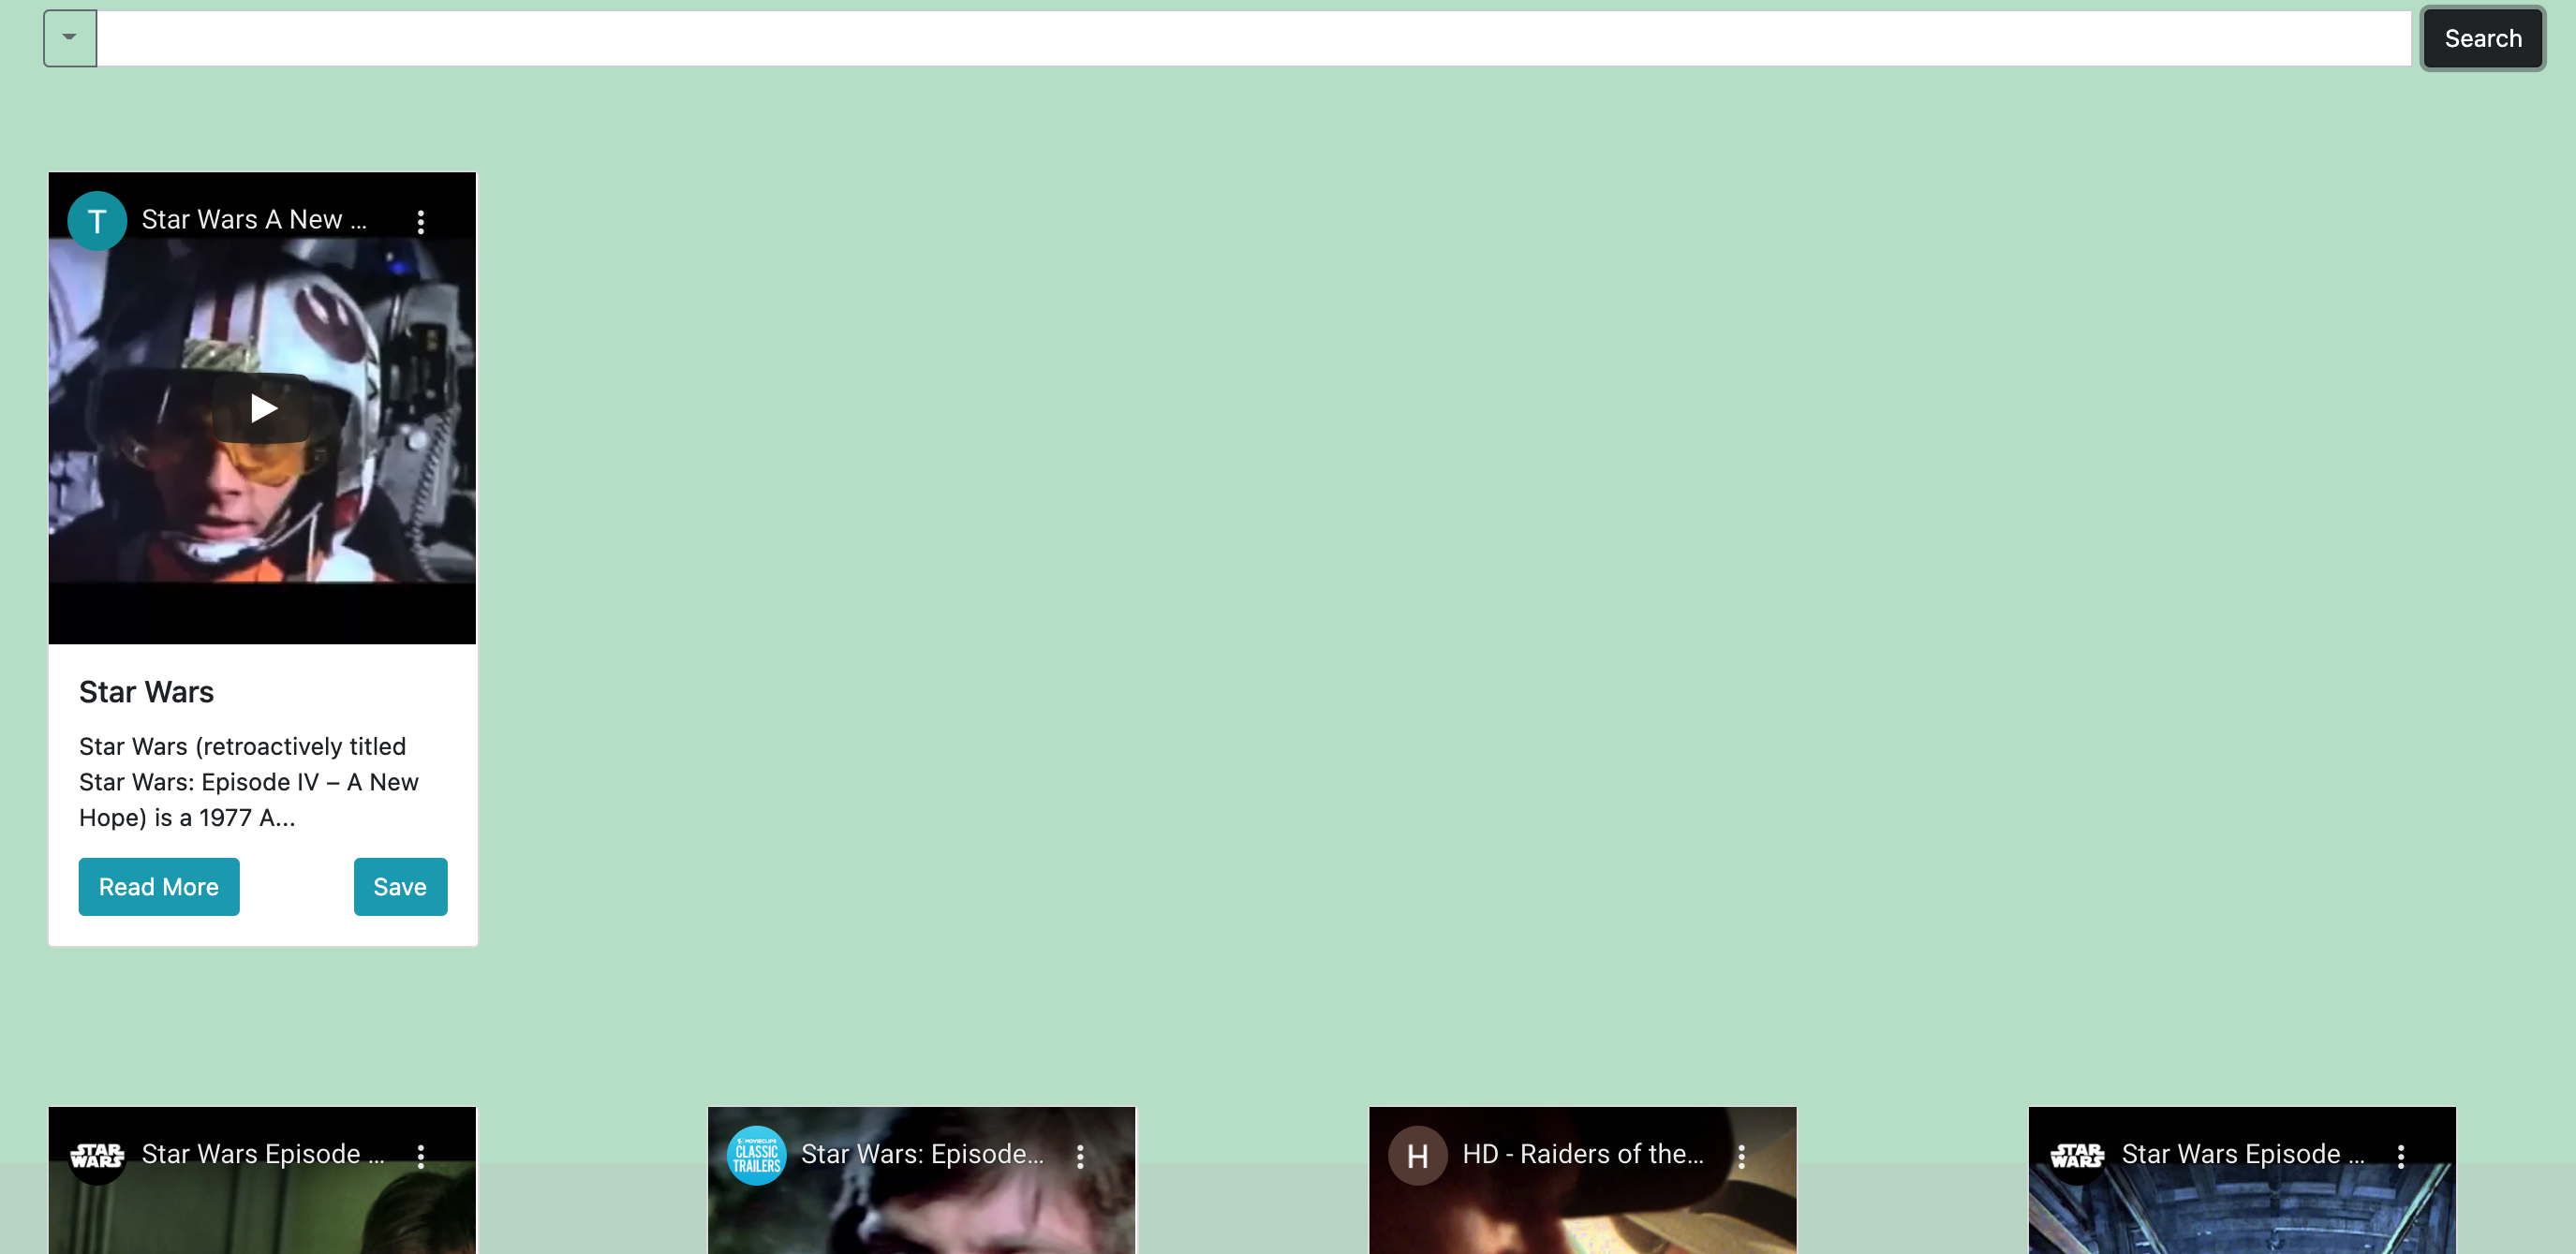 Search
T
Star Wars A New ...
Star Wars
Star Wars (retroactively titled
Star Wars: Episode IV – A New
Hope) is a 1977 A...
Read More
Save
STAR WARS
Star Wars Episode ...
MOVIECLIPS
CLASSIC
TRAILERS
Star Wars: Episode...
H
HD - Raiders of the...
STAR WARS
Star Wars Episode ...